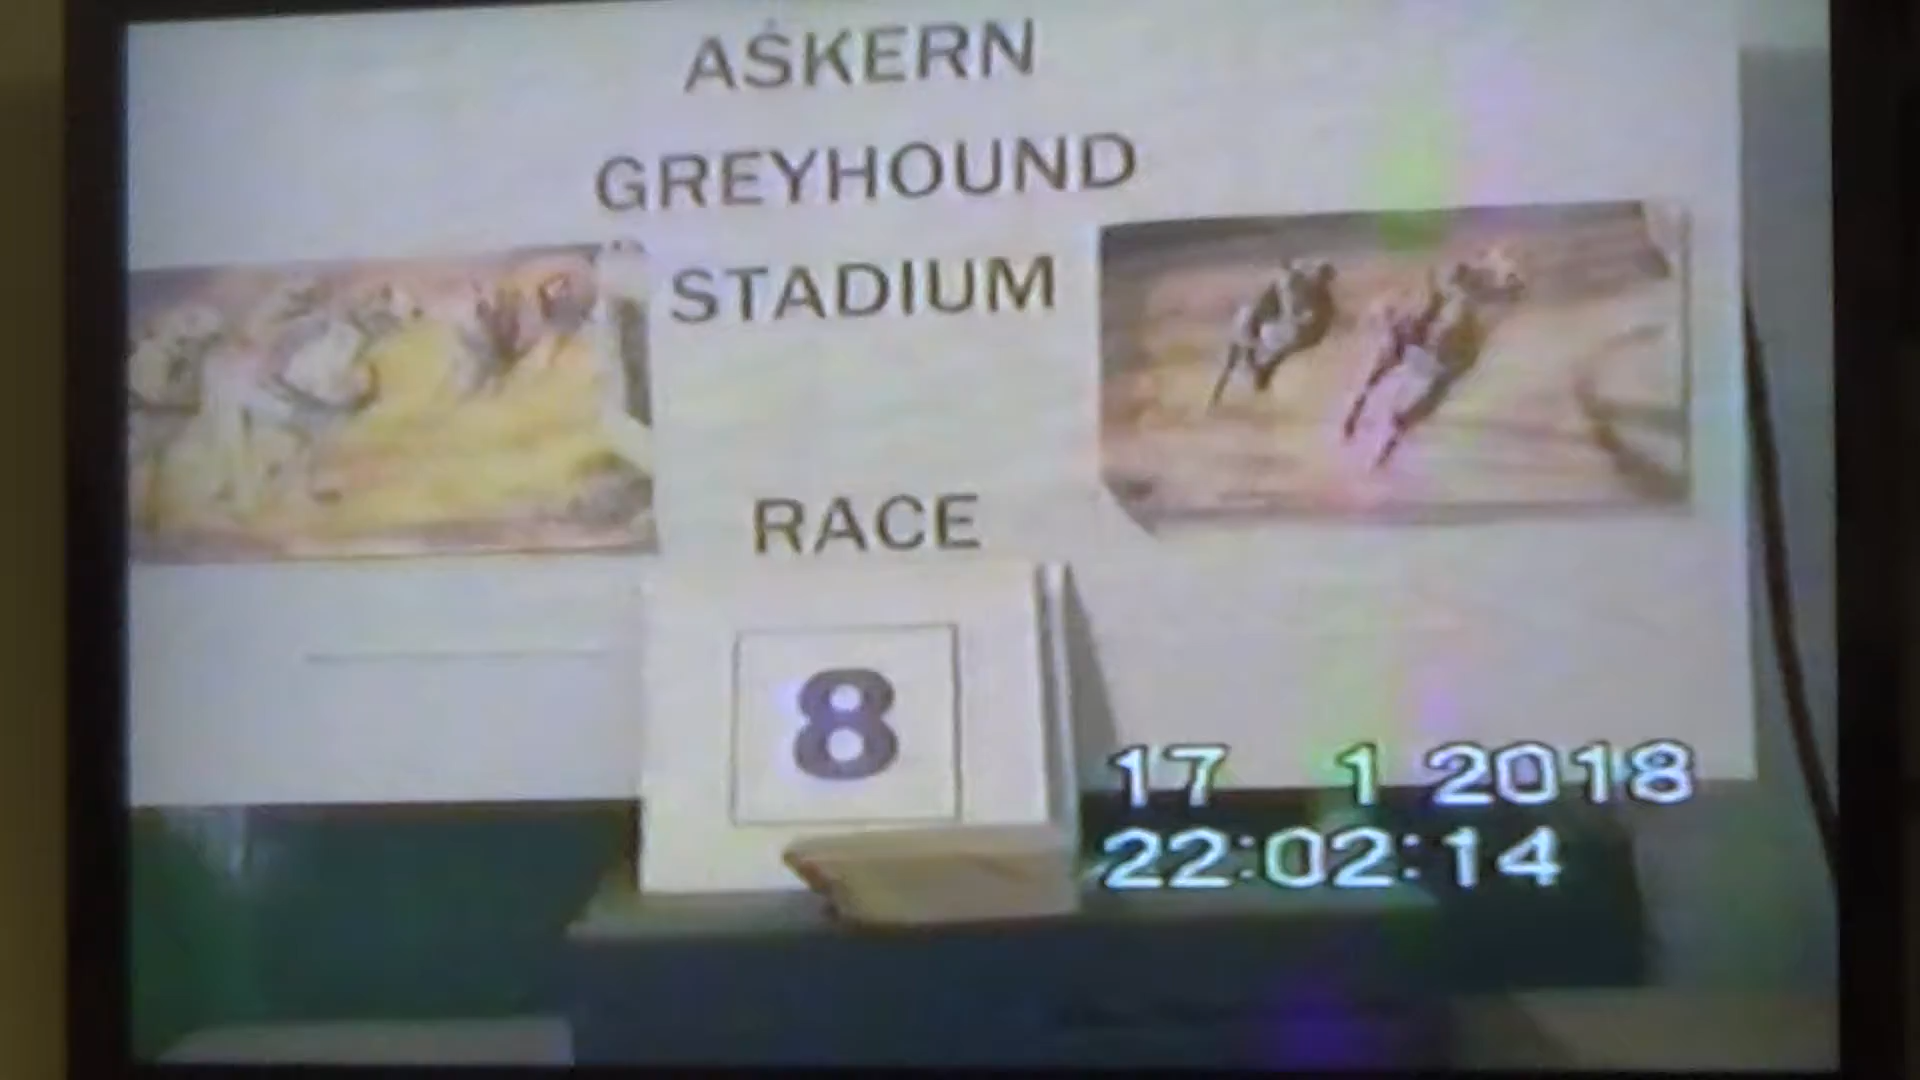 ASKERN
GREYHOUND
STADIUM
RACE
8
17 1 2018
22:02:14